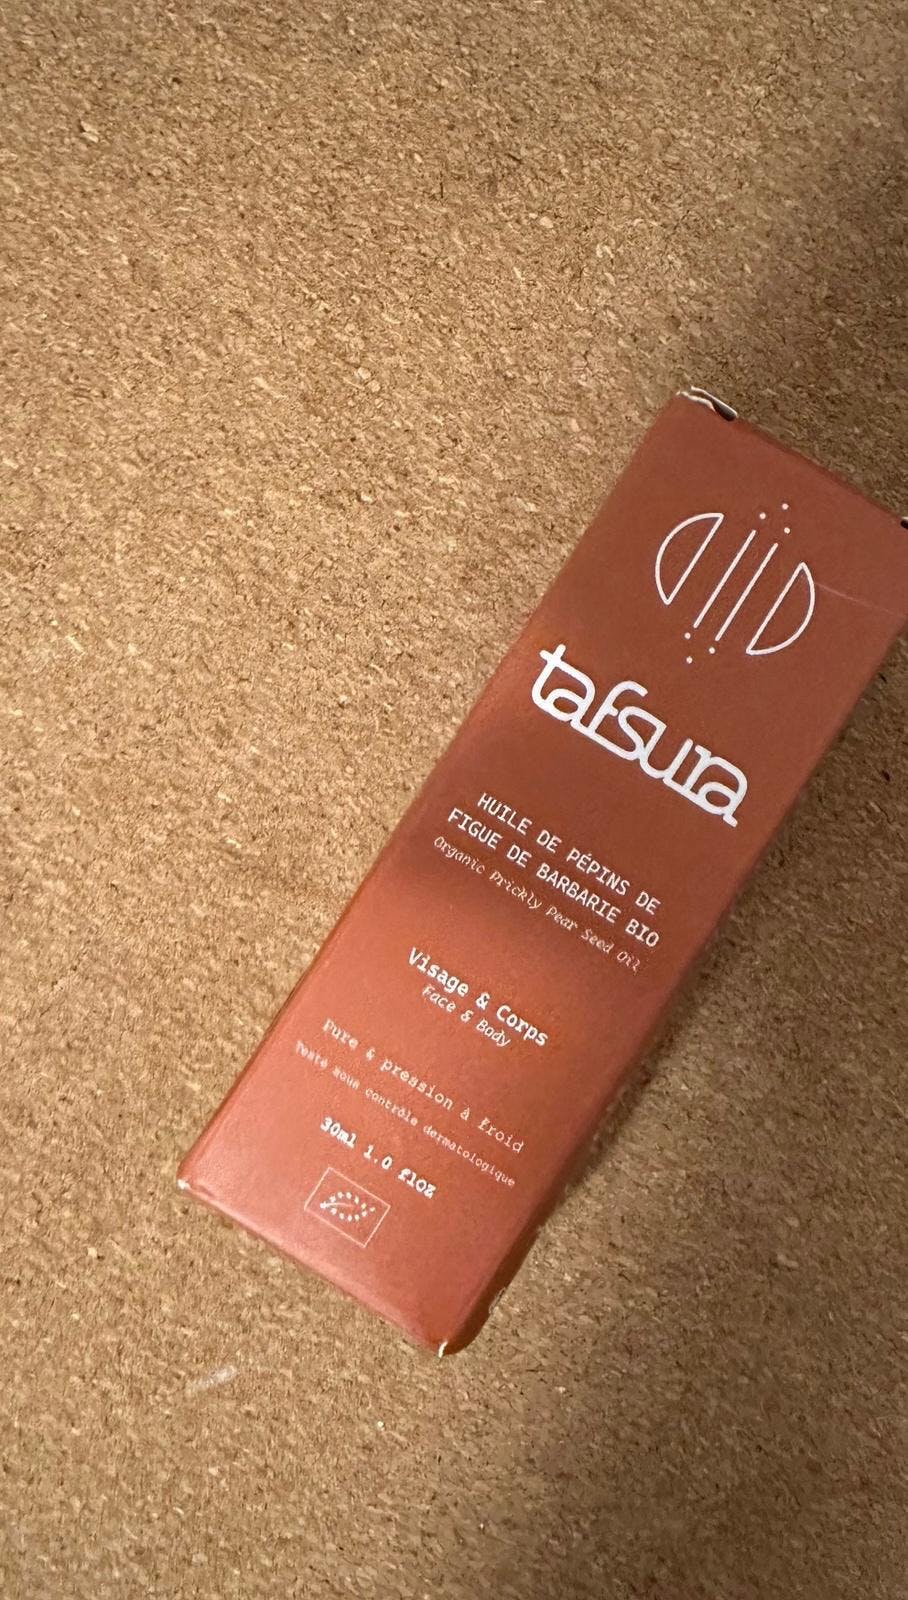 tafsura
HUILE DE PÉPINS DE
FIGUE DE BARBARIE BIO
Organic Prickly Pear Seed Oil
Visage & Corps
Face & Body
Pure & pression à froid
Testé sous contrôle dermatologique
30ml 1.0 flOZ